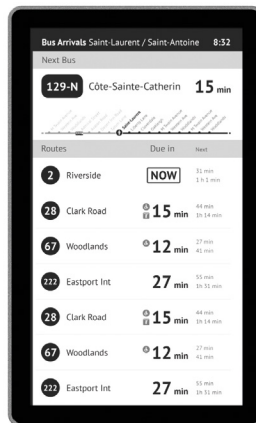 Bus Arrivals Saint-Laurent / Saint-Antoine 8:32
Next Bus
129-N Côte-Sainte-Catherin 15 min
Saint-Laurent
Routes Due in Next
2 Riverside NOW 31 min
1 h 1 min
28 Clark Road 15 min 44 min
1h 14 min
67 Woodlands 12 min 27 min
41 min
222 Eastport Int 27 min 55 min
1h 51 min
28 Clark Road 15 min 44 min
1h 14 min
67 Woodlands 12 min 27 min
41 min
222 Eastport Int 27 min 55 min
1h 51 min